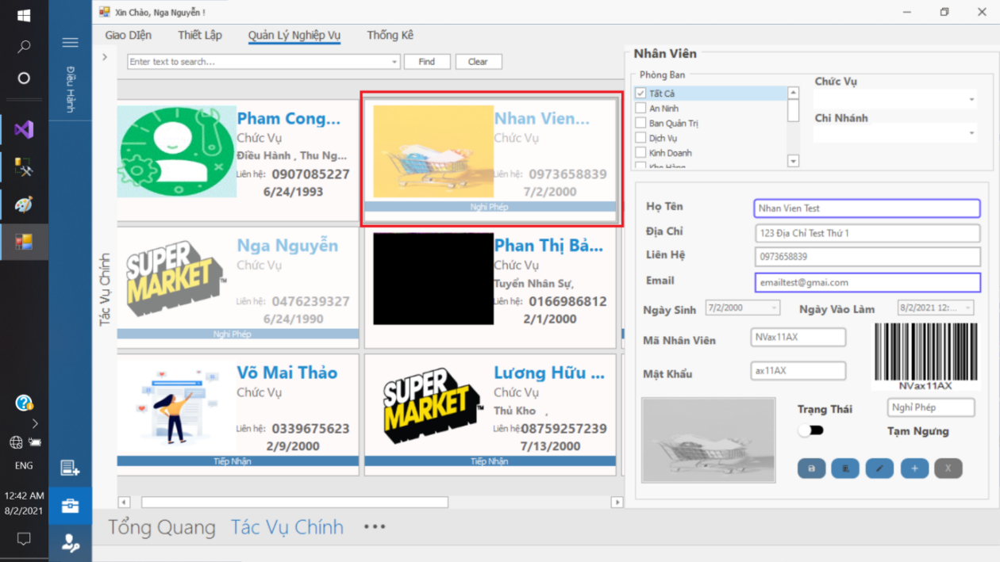 Xin Chào, Nga Nguyễn !
Giao DIện Thiết Lập Quản Lý Nghiệp Vụ Thống Kê
Điều Hành
Enter text to search... Find Clear
Tác Vụ Chính
Pham Cong...
Chức Vụ
Điều Hành , Thu Ng...
Liên hệ: 0907085227
6/24/1993
Nhan Vien...
Chức Vụ
Liên hệ: 0973658839
7/2/2000
Nghỉ Phép
SUPER
MARKET™
Nga Nguyễn
Chức Vụ
Liên hệ: 0476239327
6/24/1990
Nghỉ Phép
Phan Thị Bả...
Chức Vụ
Tuyển Nhân Sự,
Liên hệ: 0166986812
2/1/2000
Võ Mai Thảo
Chức Vụ
Liên hệ: 0339675623
2/9/2000
Tiếp Nhận
SUPER
MARKET™
Lương Hữu ...
Chức Vụ
Thủ Kho ,
Liên hệ: 08759257239
7/13/2000
Tiếp Nhận
Nhân Viên
Phòng Ban
Tất Cả
An Ninh
Ban Quản Trị
Dịch Vụ
Kinh Doanh
Kho Hàng
Chức Vụ
Chi Nhánh
Họ Tên Nhan Vien Test
Địa Chỉ 123 Địa Chỉ Test Thứ 1
Liên Hệ 0973658839
Email emailtest@gmai.com
Ngày Sinh 7/2/2000 Ngày Vào Làm 8/2/2021 12:...
Mã Nhân Viên NVax11AX
Mật Khẩu ax11AX
NVax11AX
Trạng Thái Nghỉ Phép
Tạm Ngưng
X
Tổng Quang Tác Vụ Chính •••
ENG
12:42 AM
8/2/2021